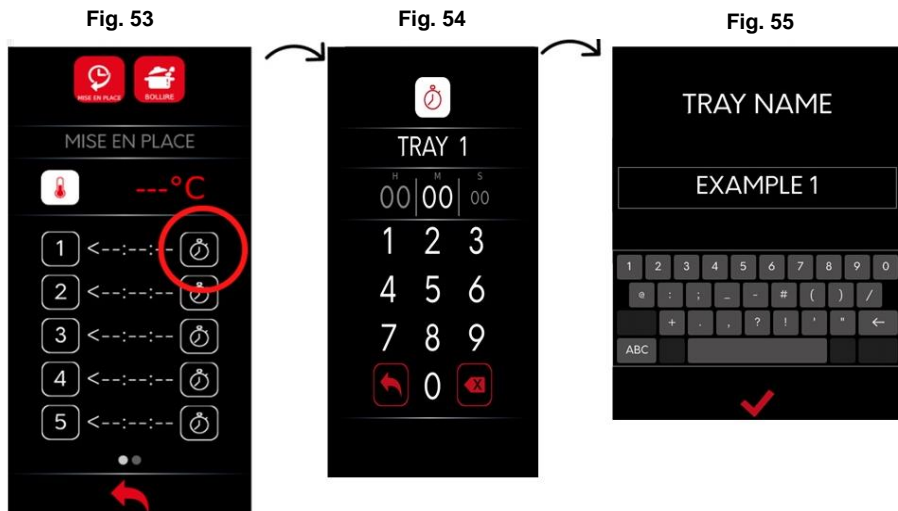 Fig. 53
MISE EN PLACE
BOLLIRE
MISE EN PLACE
---°C
1 <--:--:--
2 <--:--:--
3 <--:--:--
4 <--:--:--
5 <--:--:--
Fig. 54
TRAY 1
H M S
00 00 00
1 2 3
4 5 6
7 8 9
X
0
Fig. 55
TRAY NAME
EXAMPLE 1
1 2 3 4 5 6 7 8 9 0
@ : ; _ - # ( ) /
+ . , ? ! ' " ←
ABC